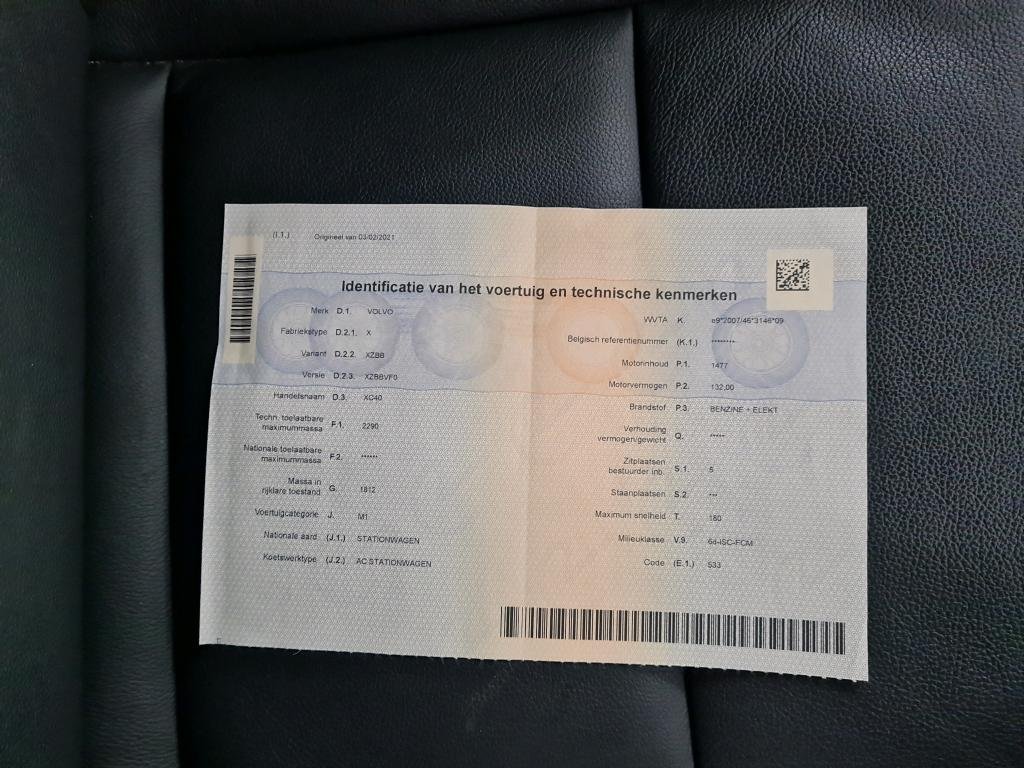 (I.1.) Origineel van 03/02/2021
Identificatie van het voertuig en technische kenmerken
Merk D.1. VOLVO
Fabriekstype D.2.1. X
Variant D.2.2. XZBB
Versie D.2.3. XZBBVF0
Handelsnaam D.3. XC40
Techn. toelaatbare
maximummassa F.1. 2290
Nationale toelaatbare
maximummassa F.2. ******
Massa in
rijklare toestand G. 1812
Voertuigcategorie J. M1
Nationale aard (J.1.) STATIONWAGEN
Koetswerktype (J.2.) AC STATIONWAGEN
WVTA K. e9*2007/46*3146*09
Belgisch referentienummer (K.1.) ********
Motorinhoud P.1. 1477
Motorvermogen P.2. 132,00
Brandstof P.3. BENZINE + ELEKT
Verhouding
vermogen/gewicht Q. *****
Zitplaatsen
bestuurder inb. S.1. 5
Staanplaatsen S.2. ***
Maximum snelheid T. 180
Milieuklasse V.9. 6d-ISC-FCM
Code (E.1.) 533